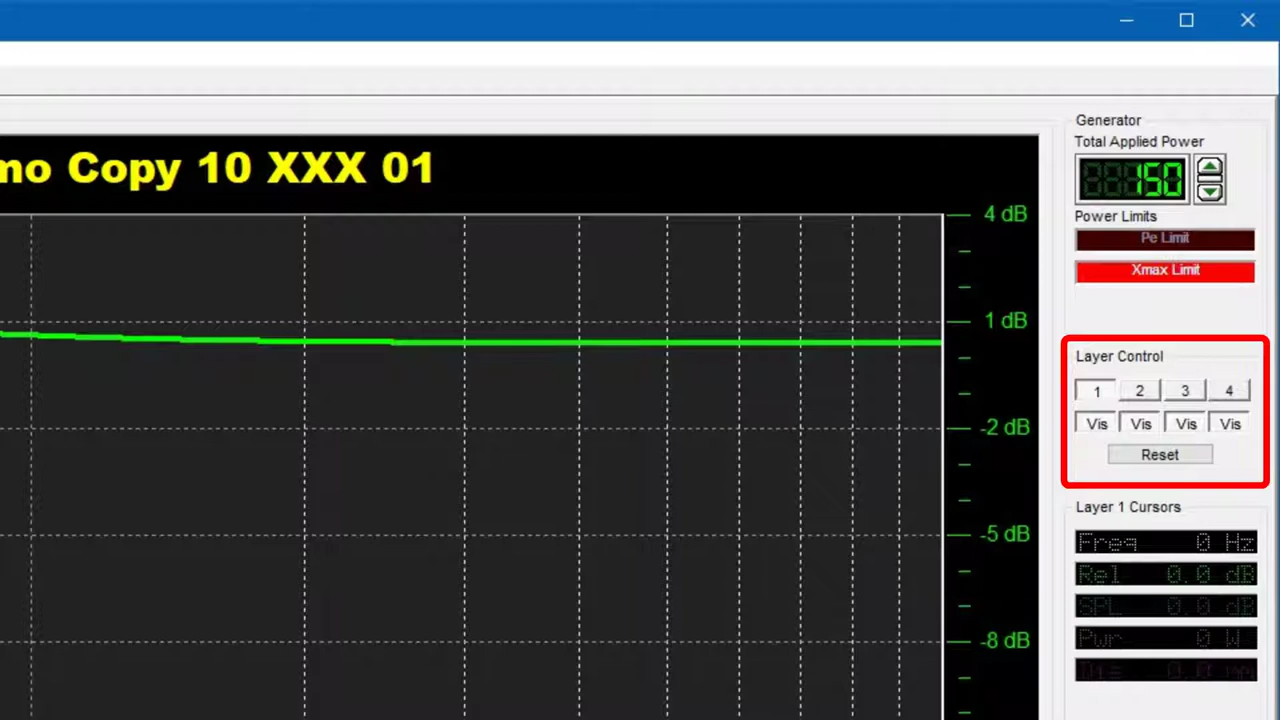 mo Copy 10 XXX 01
4 dB
1 dB
-2 dB
-5 dB
-8 dB
Generator
Total Applied Power
150
Power Limits
Pe Limit
Xmax Limit
Layer Control
1 2 3 4
Vis Vis Vis Vis
Reset
Layer 1 Cursors
Freq 0 Hz
Rel 0.0 dB
SPL 0.0 dB
Pwr 0 W
0.0